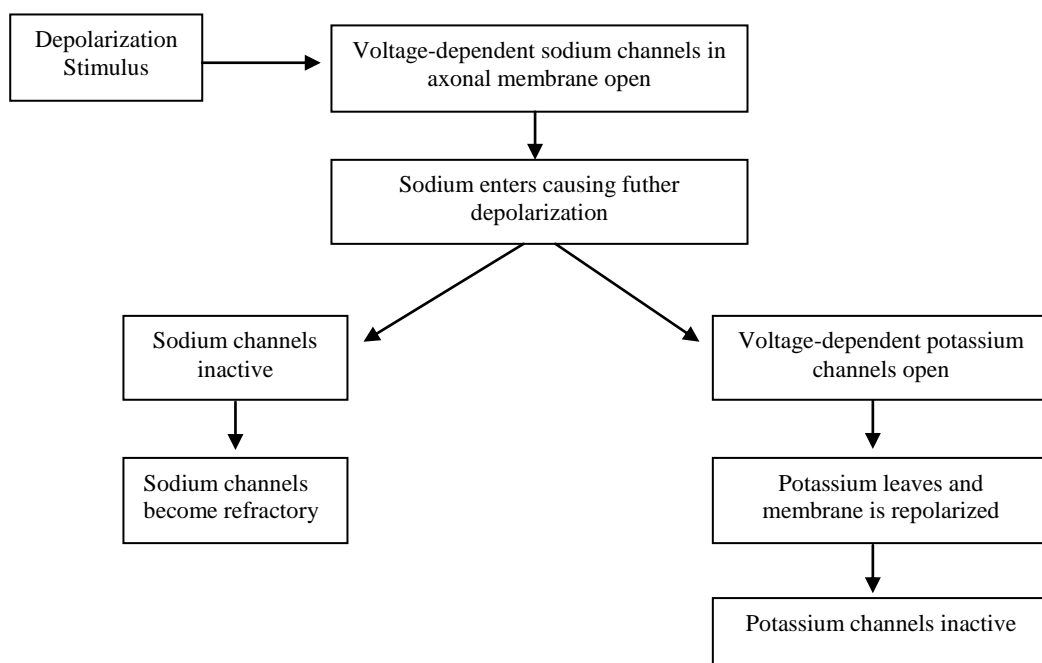 Depolarization
Stimulus
Voltage-dependent sodium channels in
axonal membrane open
Sodium enters causing futher
depolarization
Sodium channels
inactive
Voltage-dependent potassium
channels open
Sodium channels
become refractory
Potassium leaves and
membrane is repolarized
Potassium channels inactive